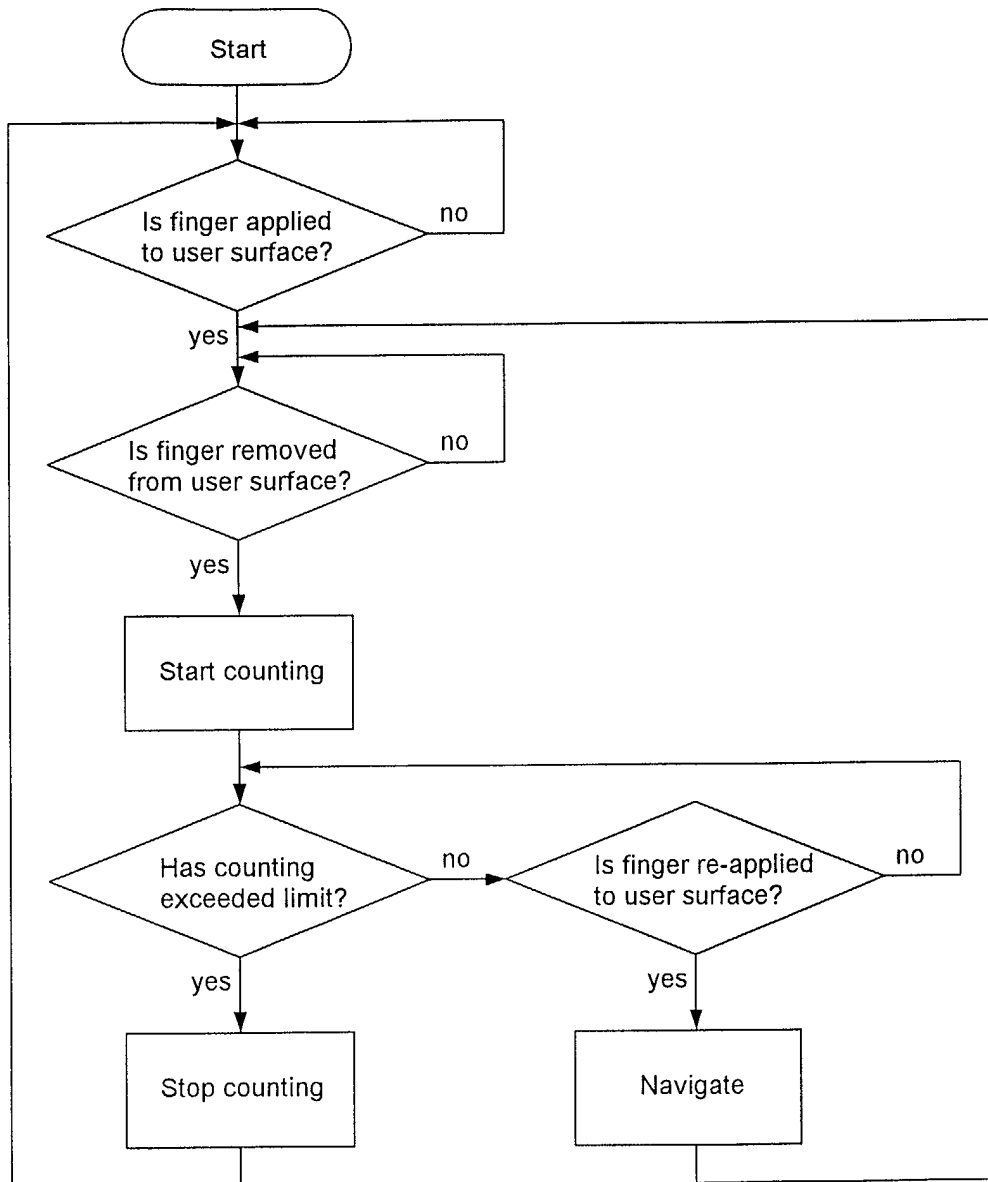 Start
no
Is finger applied
to user surface?
yes
no
Is finger removed
from user surface?
yes
Start counting
Has counting
exceeded limit?
no
Is finger re-applied
to user surface?
no
yes
yes
Stop counting
Navigate